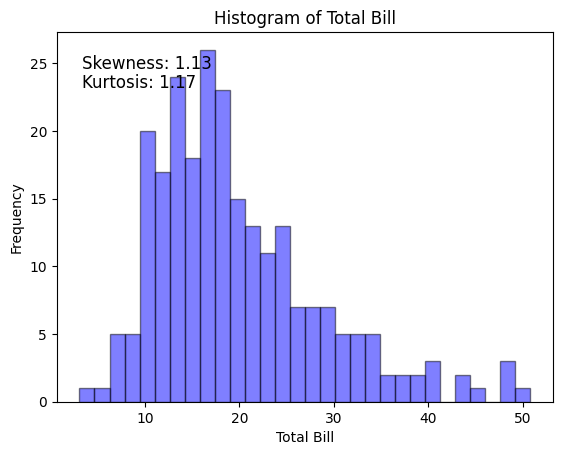 Histogram of Total Bill
Skewness: 1.13
Kurtosis: 1.17
25
20
15
10
5
0
Frequency
10 20 30 40 50
Total Bill